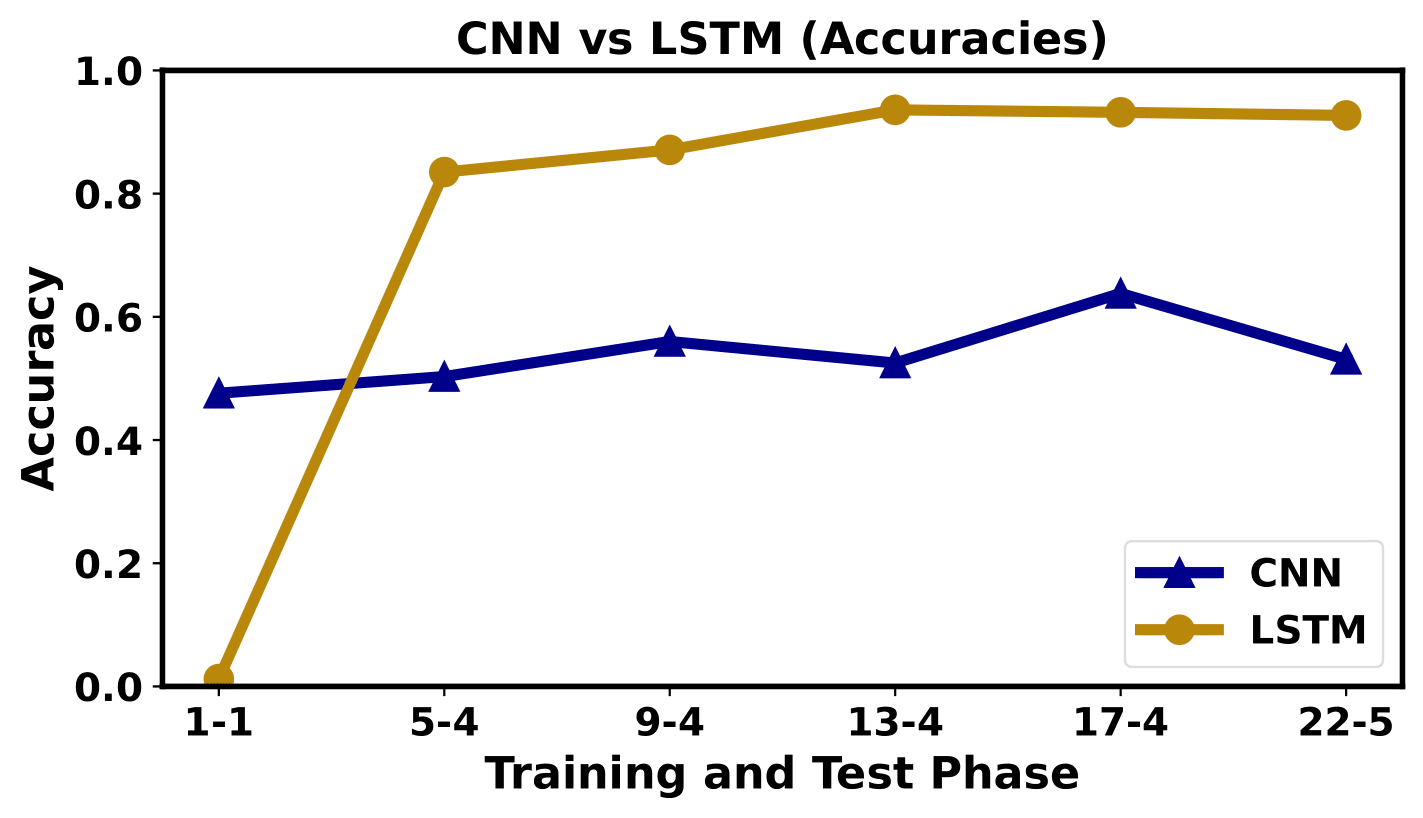 CNN vs LSTM (Accuracies)
1.0
0.8
0.6
0.4
0.2
0.0
Accuracy
CNN
LSTM
1-1 5-4 9-4 13-4 17-4 22-5
Training and Test Phase